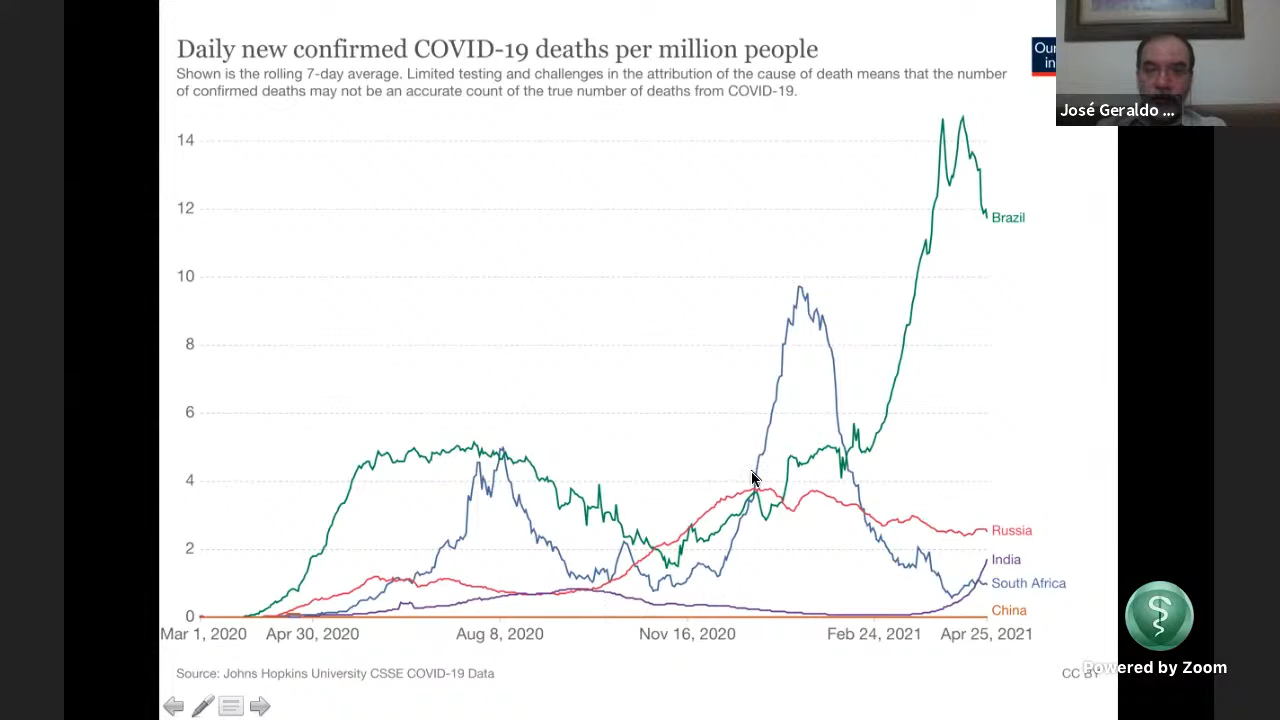 Daily new confirmed COVID-19 deaths per million people
Shown is the rolling 7-day average. Limited testing and challenges in the attribution of the cause of death means that the number
of confirmed deaths may not be an accurate count of the true number of deaths from COVID-19.
Our
in
José Geraldo ...
14
12
Brazil
10
8
6
4
2
Russia
India
South Africa
China
0
Mar 1, 2020 Apr 30, 2020 Aug 8, 2020 Nov 16, 2020 Feb 24, 2021 Apr 25, 2021
Source: Johns Hopkins University CSSE COVID-19 Data
CC BY
Powered by Zoom